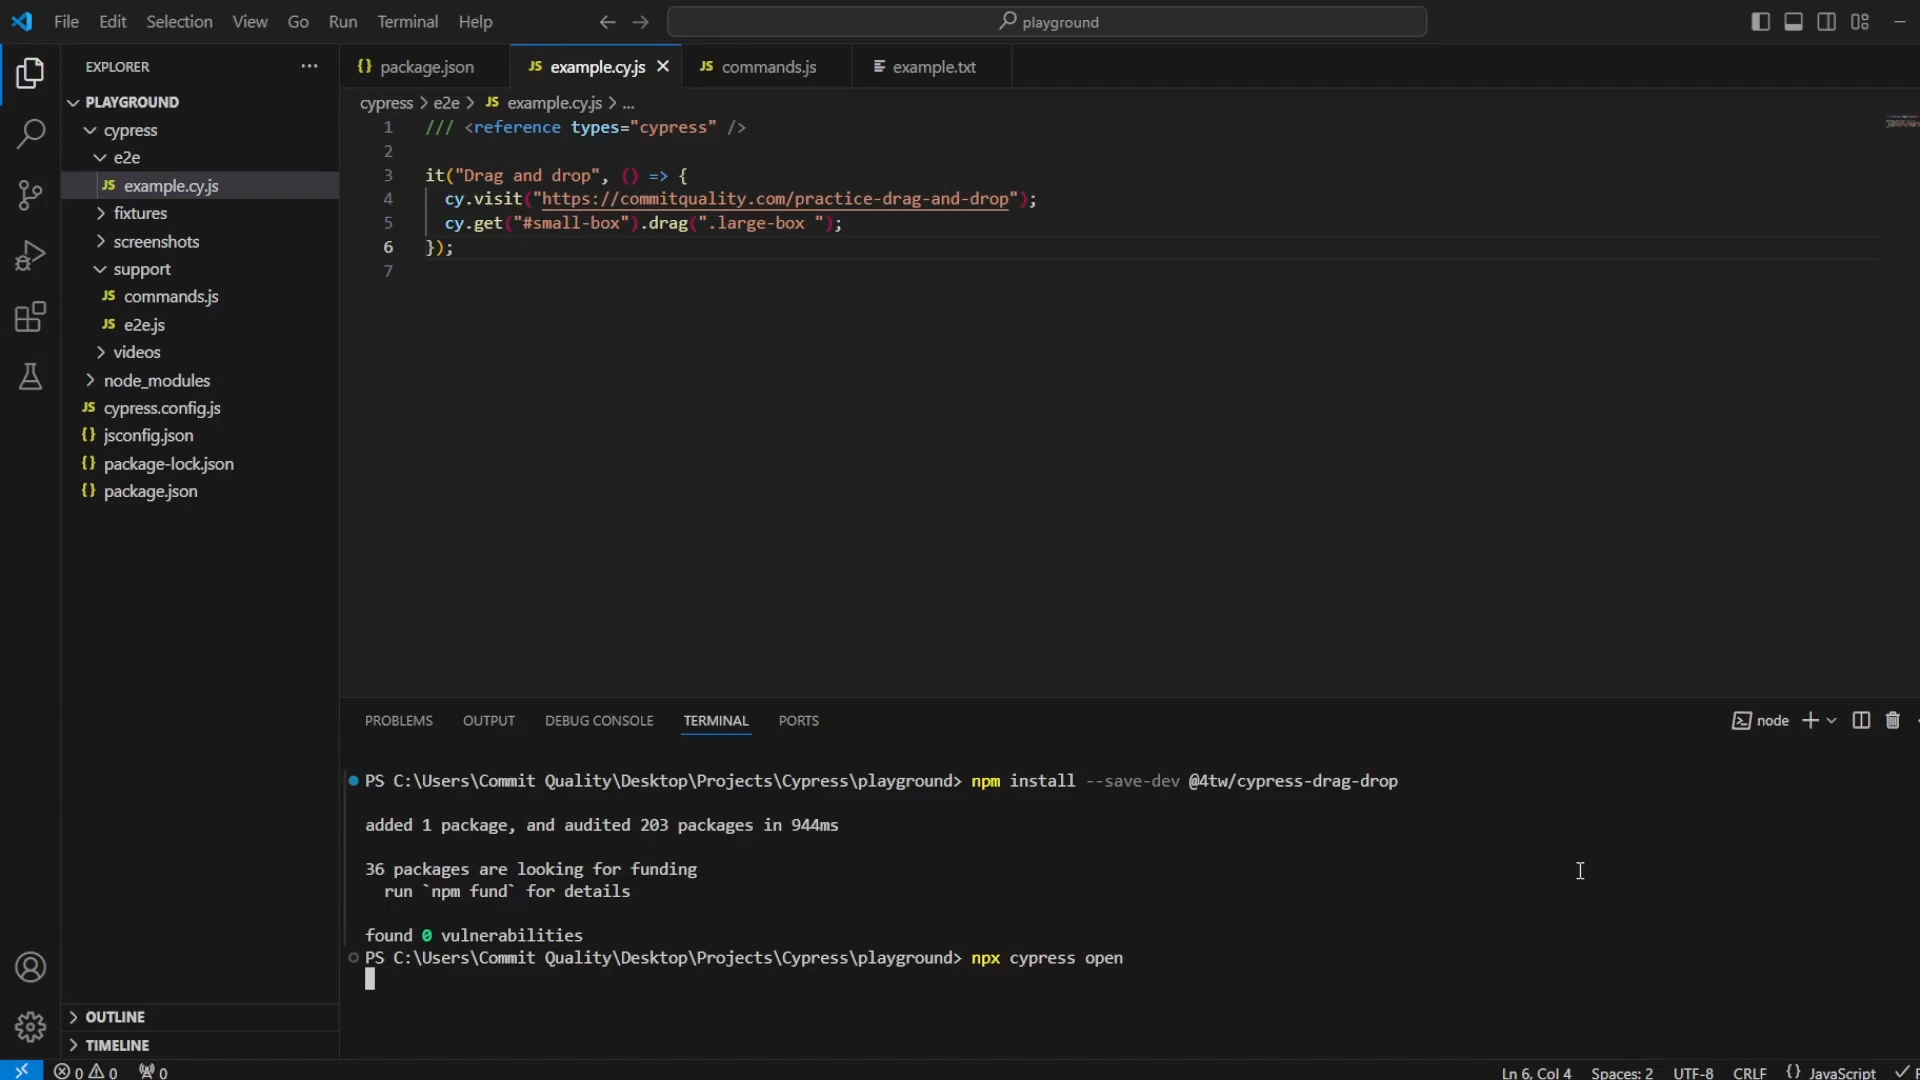 File Edit Selection View Go Run Terminal Help
playground
EXPLORER
PLAYGROUND
cypress
e2e
JS example.cy.js
fixtures
screenshots
support
JS commands.js
JS e2e.js
videos
node_modules
JS cypress.config.js
{} jsconfig.json
{} package-lock.json
{} package.json
OUTLINE
TIMELINE
{} package.json
JS example.cy.js
JS commands.js
example.txt
cypress > e2e > JS example.cy.js > ...
1 /// <reference types="cypress" />
2
3 it("Drag and drop", () => {
4 cy.visit("https://commitquality.com/practice-drag-and-drop");
5 cy.get("#small-box").drag(".large-box ");
6 });
7
PROBLEMS OUTPUT DEBUG CONSOLE TERMINAL PORTS
node
PS C:\Users\Commit Quality\Desktop\Projects\Cypress\playground> npm install --save-dev @4tw/cypress-drag-drop
added 1 package, and audited 203 packages in 944ms
36 packages are looking for funding
run `npm fund` for details
found 0 vulnerabilities
PS C:\Users\Commit Quality\Desktop\Projects\Cypress\playground> npx cypress open
0 0 0
Ln 6, Col 4 Spaces: 2 UTF-8 CRLF {} JavaScript